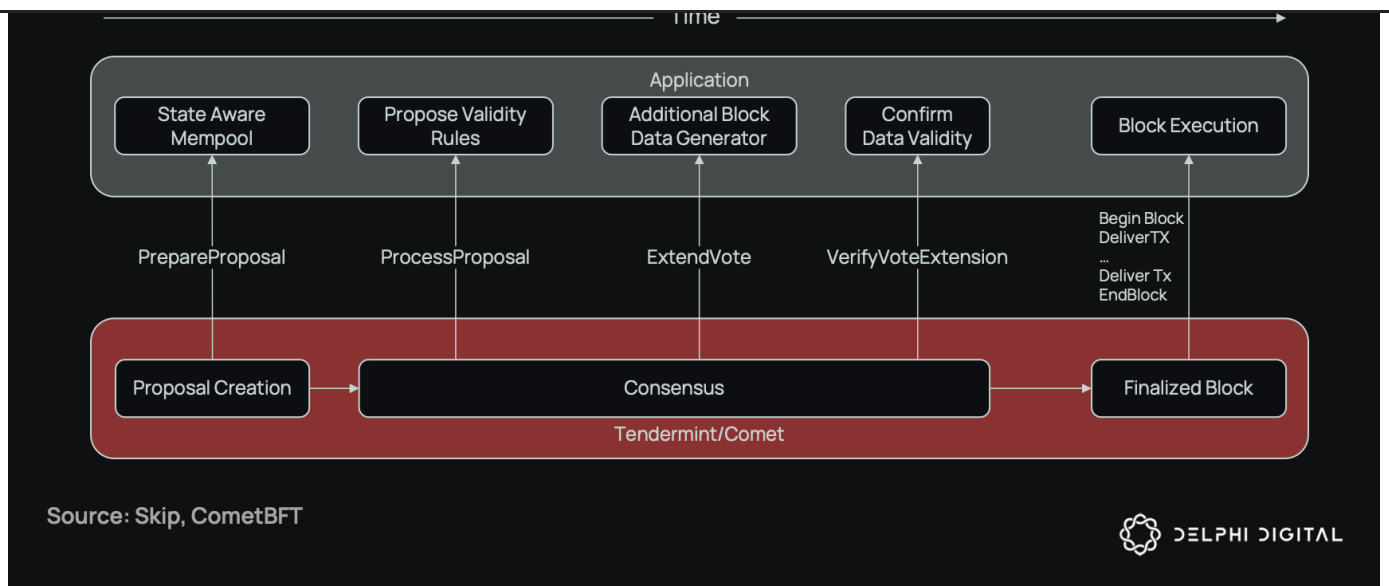 Time
Application
State Aware
Mempool
Propose Validity
Rules
Additional Block
Data Generator
Confirm
Data Validity
Block Execution
PrepareProposal
ProcessProposal
ExtendVote
VerifyVoteExtension
Begin Block
DeliverTX
...
Deliver Tx
EndBlock
Proposal Creation
Consensus
Finalized Block
Tendermint/Comet
Source: Skip, CometBFT
DELPHI DIGITAL